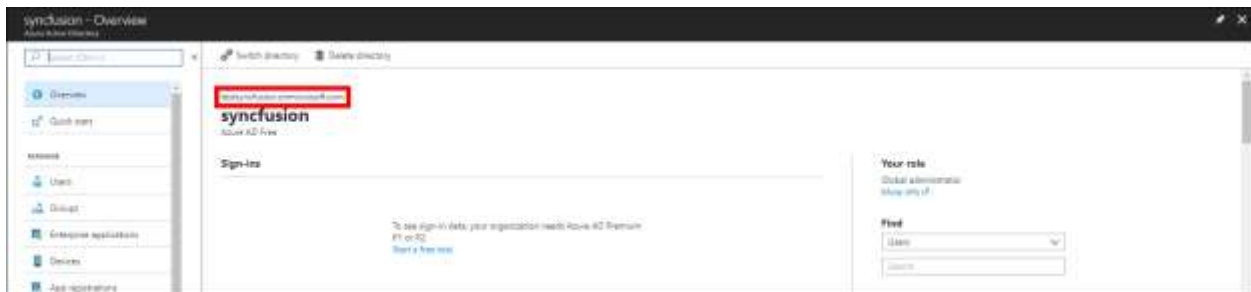 syncfusion - Overview
Azure Active Directory
Switch directory
Delete directory
Overview
Quick start
MANAGE
Users
Groups
Enterprise applications
Devices
App registrations
syncfusion
Azure AD Free
Sign-ins
To see sign-in data, your organization needs Azure AD Premium
P1 or P2
Start a free trial
Your role
Global administrator
More info
Find
Users
Search